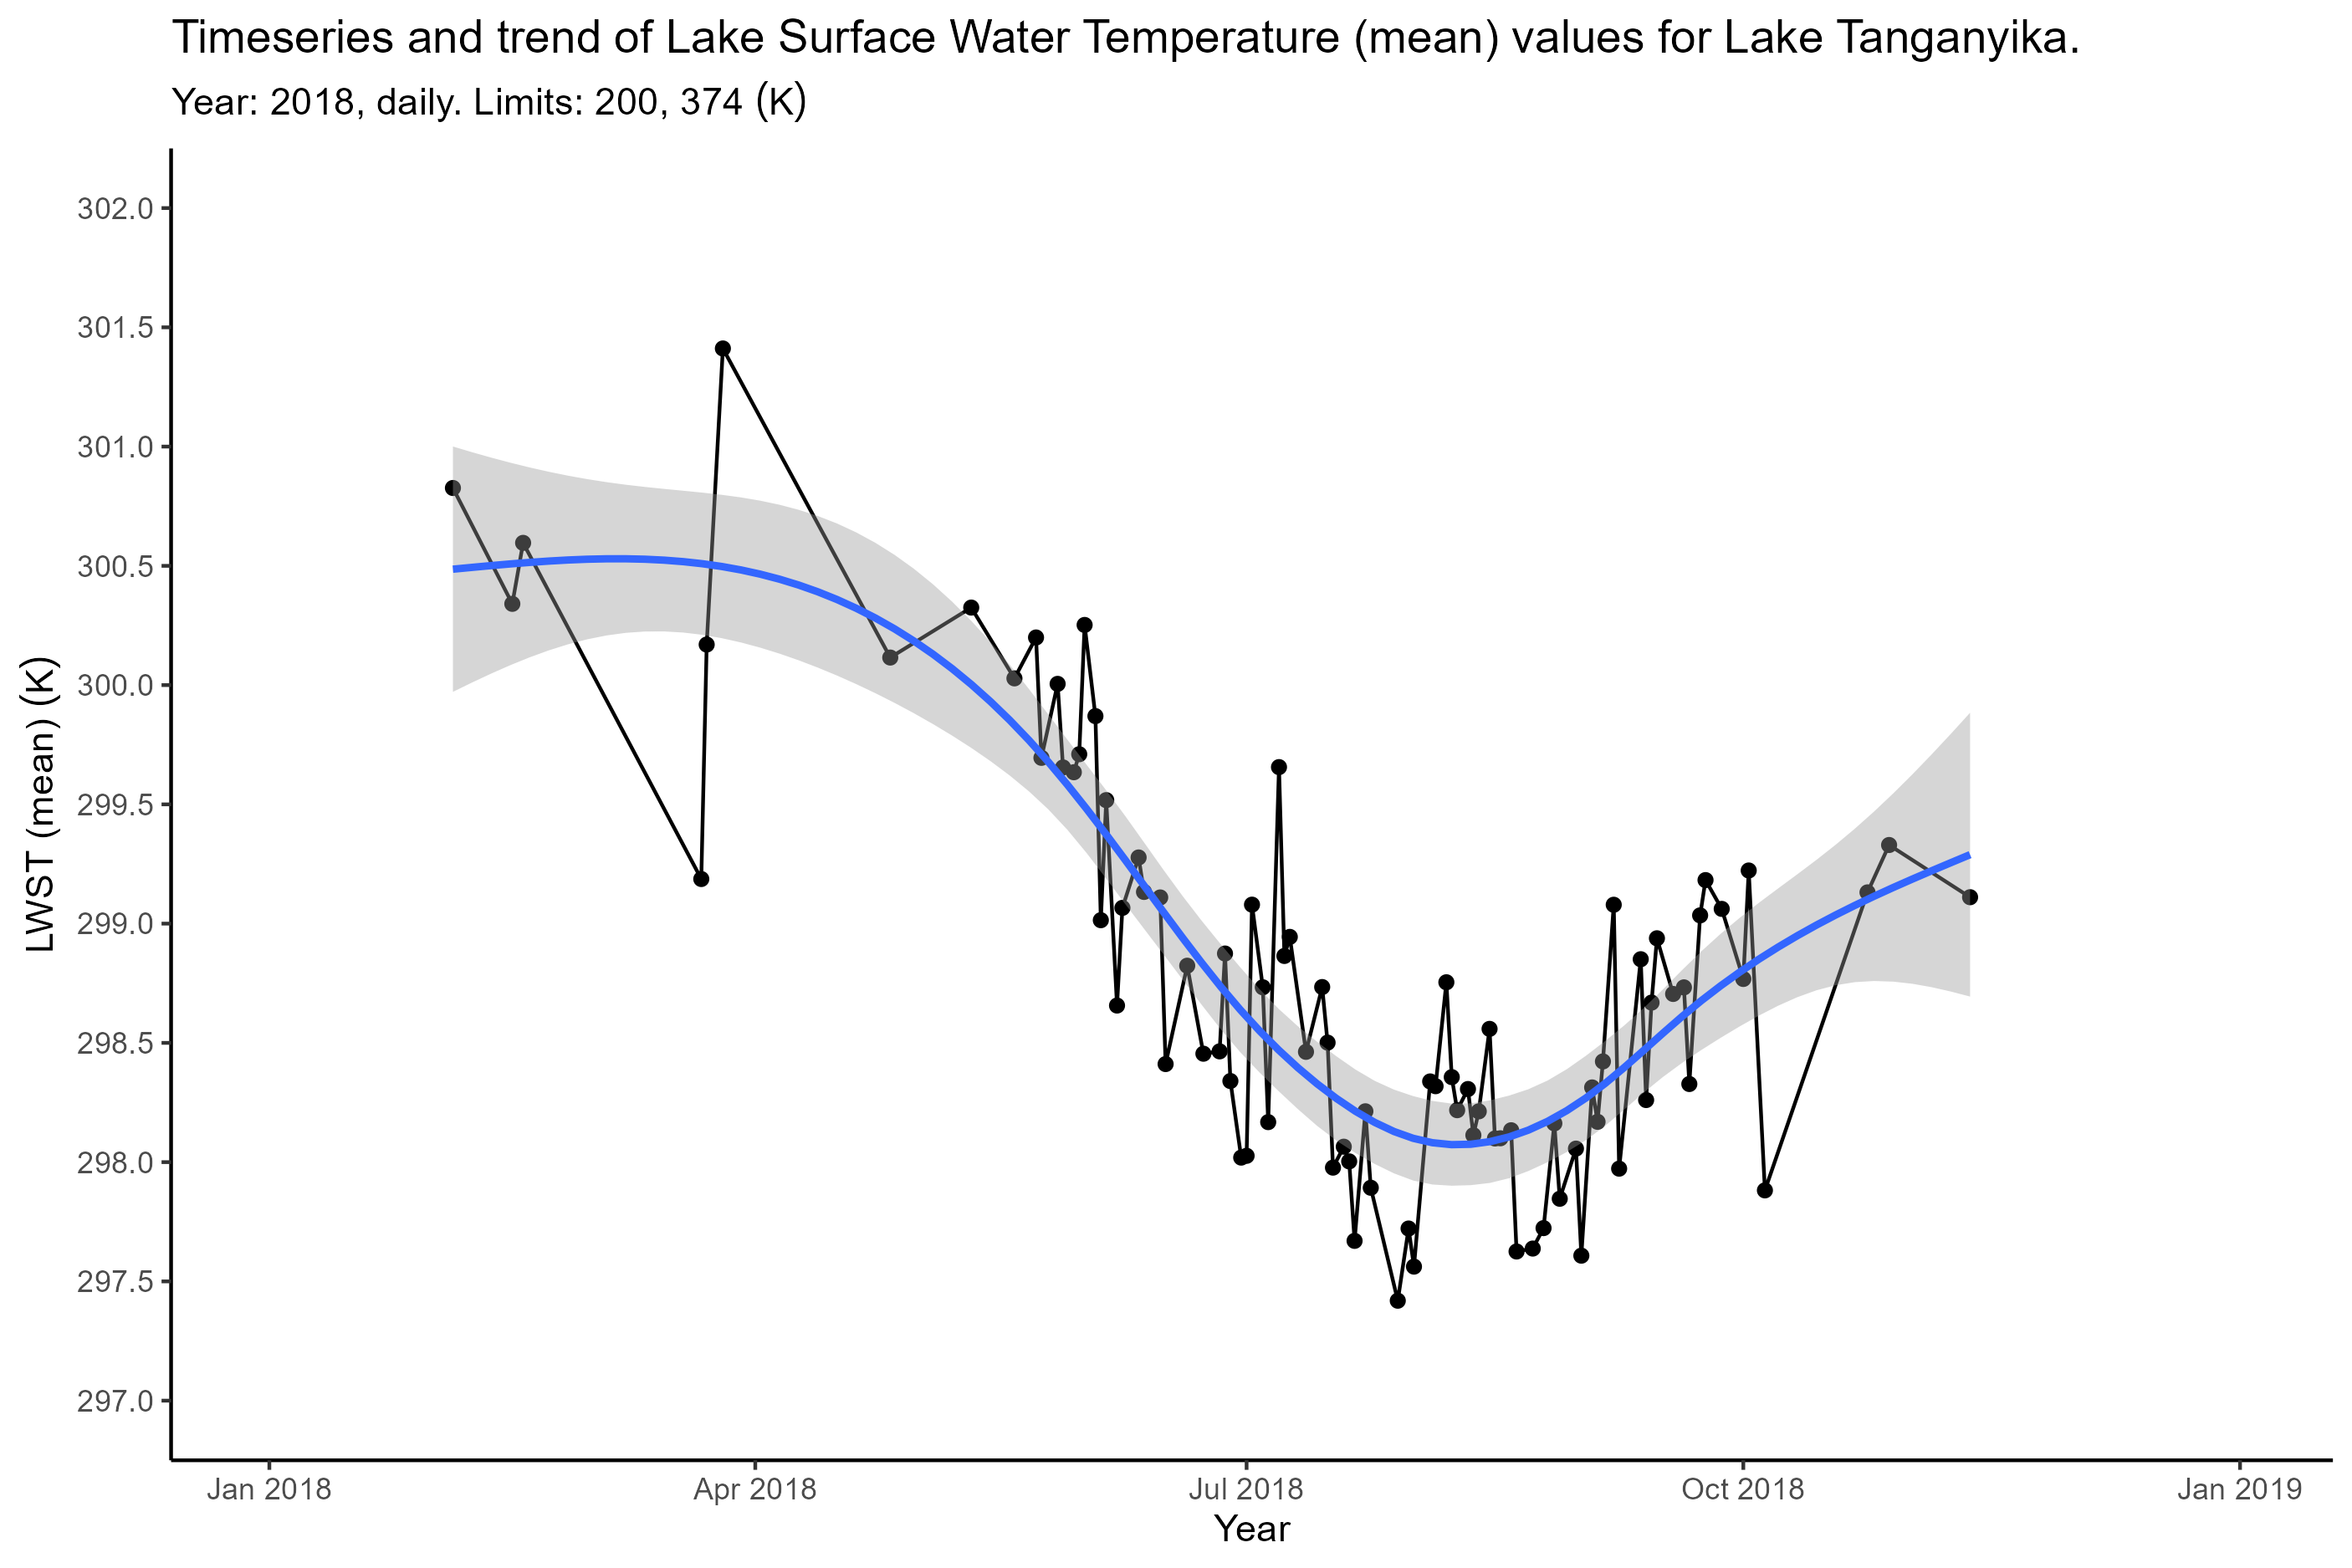 Timeseries and trend of Lake Surface Water Temperature (mean) values for Lake Tanganyika.
Year: 2018, daily. Limits: 200, 374 (K)
LWST (mean) (K)
302.0
301.5
301.0
300.5
300.0
299.5
299.0
298.5
298.0
297.5
297.0
Jan 2018
Apr 2018
Jul 2018
Oct 2018
Jan 2019
Year